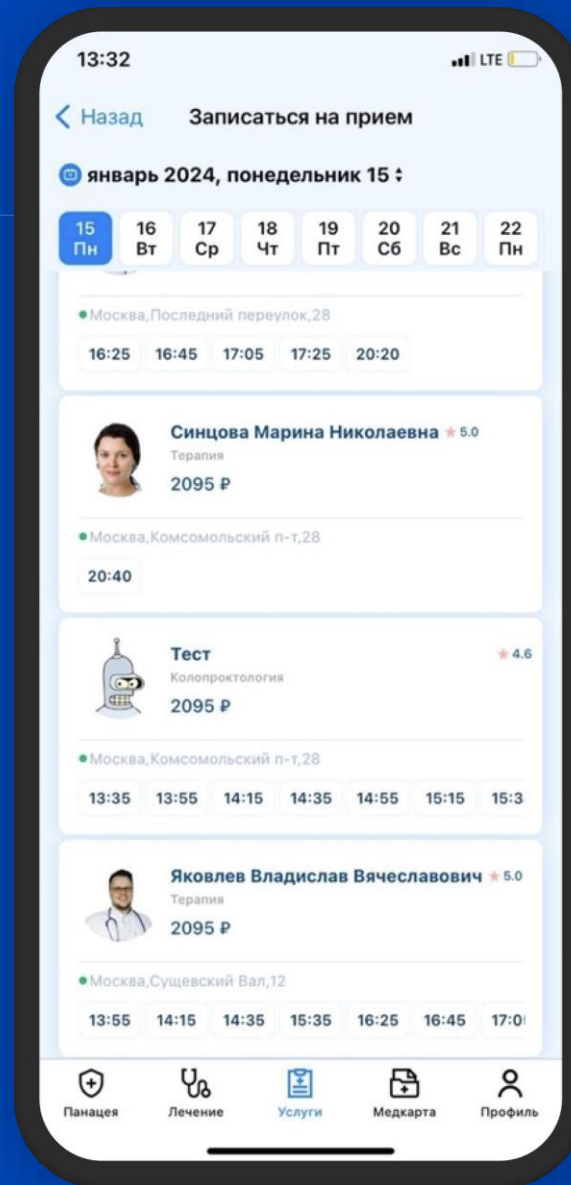 13:32 LTE
Назад Записаться на прием
январь 2024, понедельник 15
15 16 17 18 19 20 21 22
Пн Вт Ср Чт Пт Сб Вс Пн
Москва,Последний переулок,28
16:25 16:45 17:05 17:25 20:20
Синцова Марина Николаевна 5.0
Терапия
2095 ₽
Москва,Комсомольский п-т,28
20:40
Тест 4.6
Колопроктология
2095 ₽
Москва,Комсомольский п-т,28
13:35 13:55 14:15 14:35 14:55 15:15 15:3
Яковлев Владислав Вячеславович 5.0
Терапия
2095 ₽
Москва,Сущевский Вал,12
13:55 14:15 14:35 15:35 16:25 16:45 17:0
Панацея Лечение Услуги Медкарта Профиль